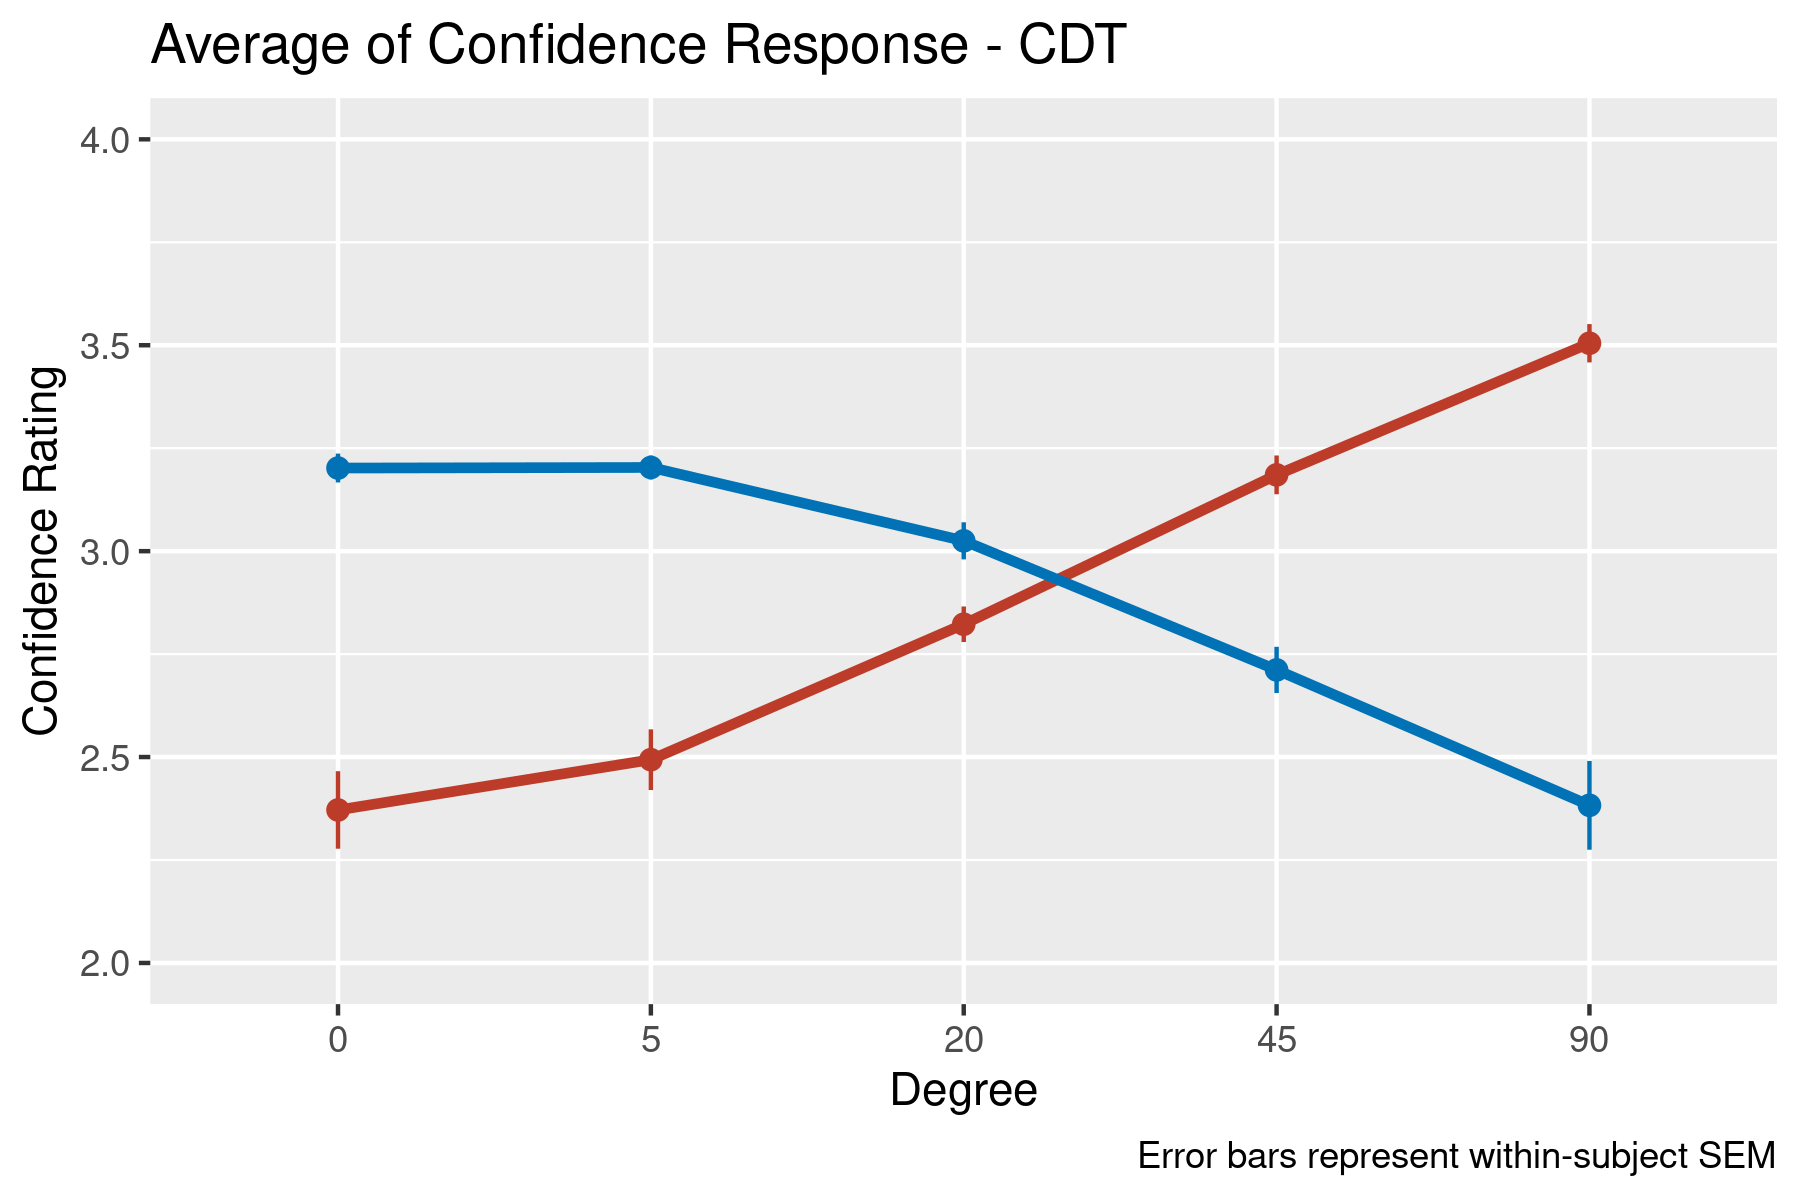 Average of Confidence Response - CDT
Confidence Rating
4.0
3.5
3.0
2.5
2.0
0 5 20 45 90
Degree
Error bars represent within-subject SEM